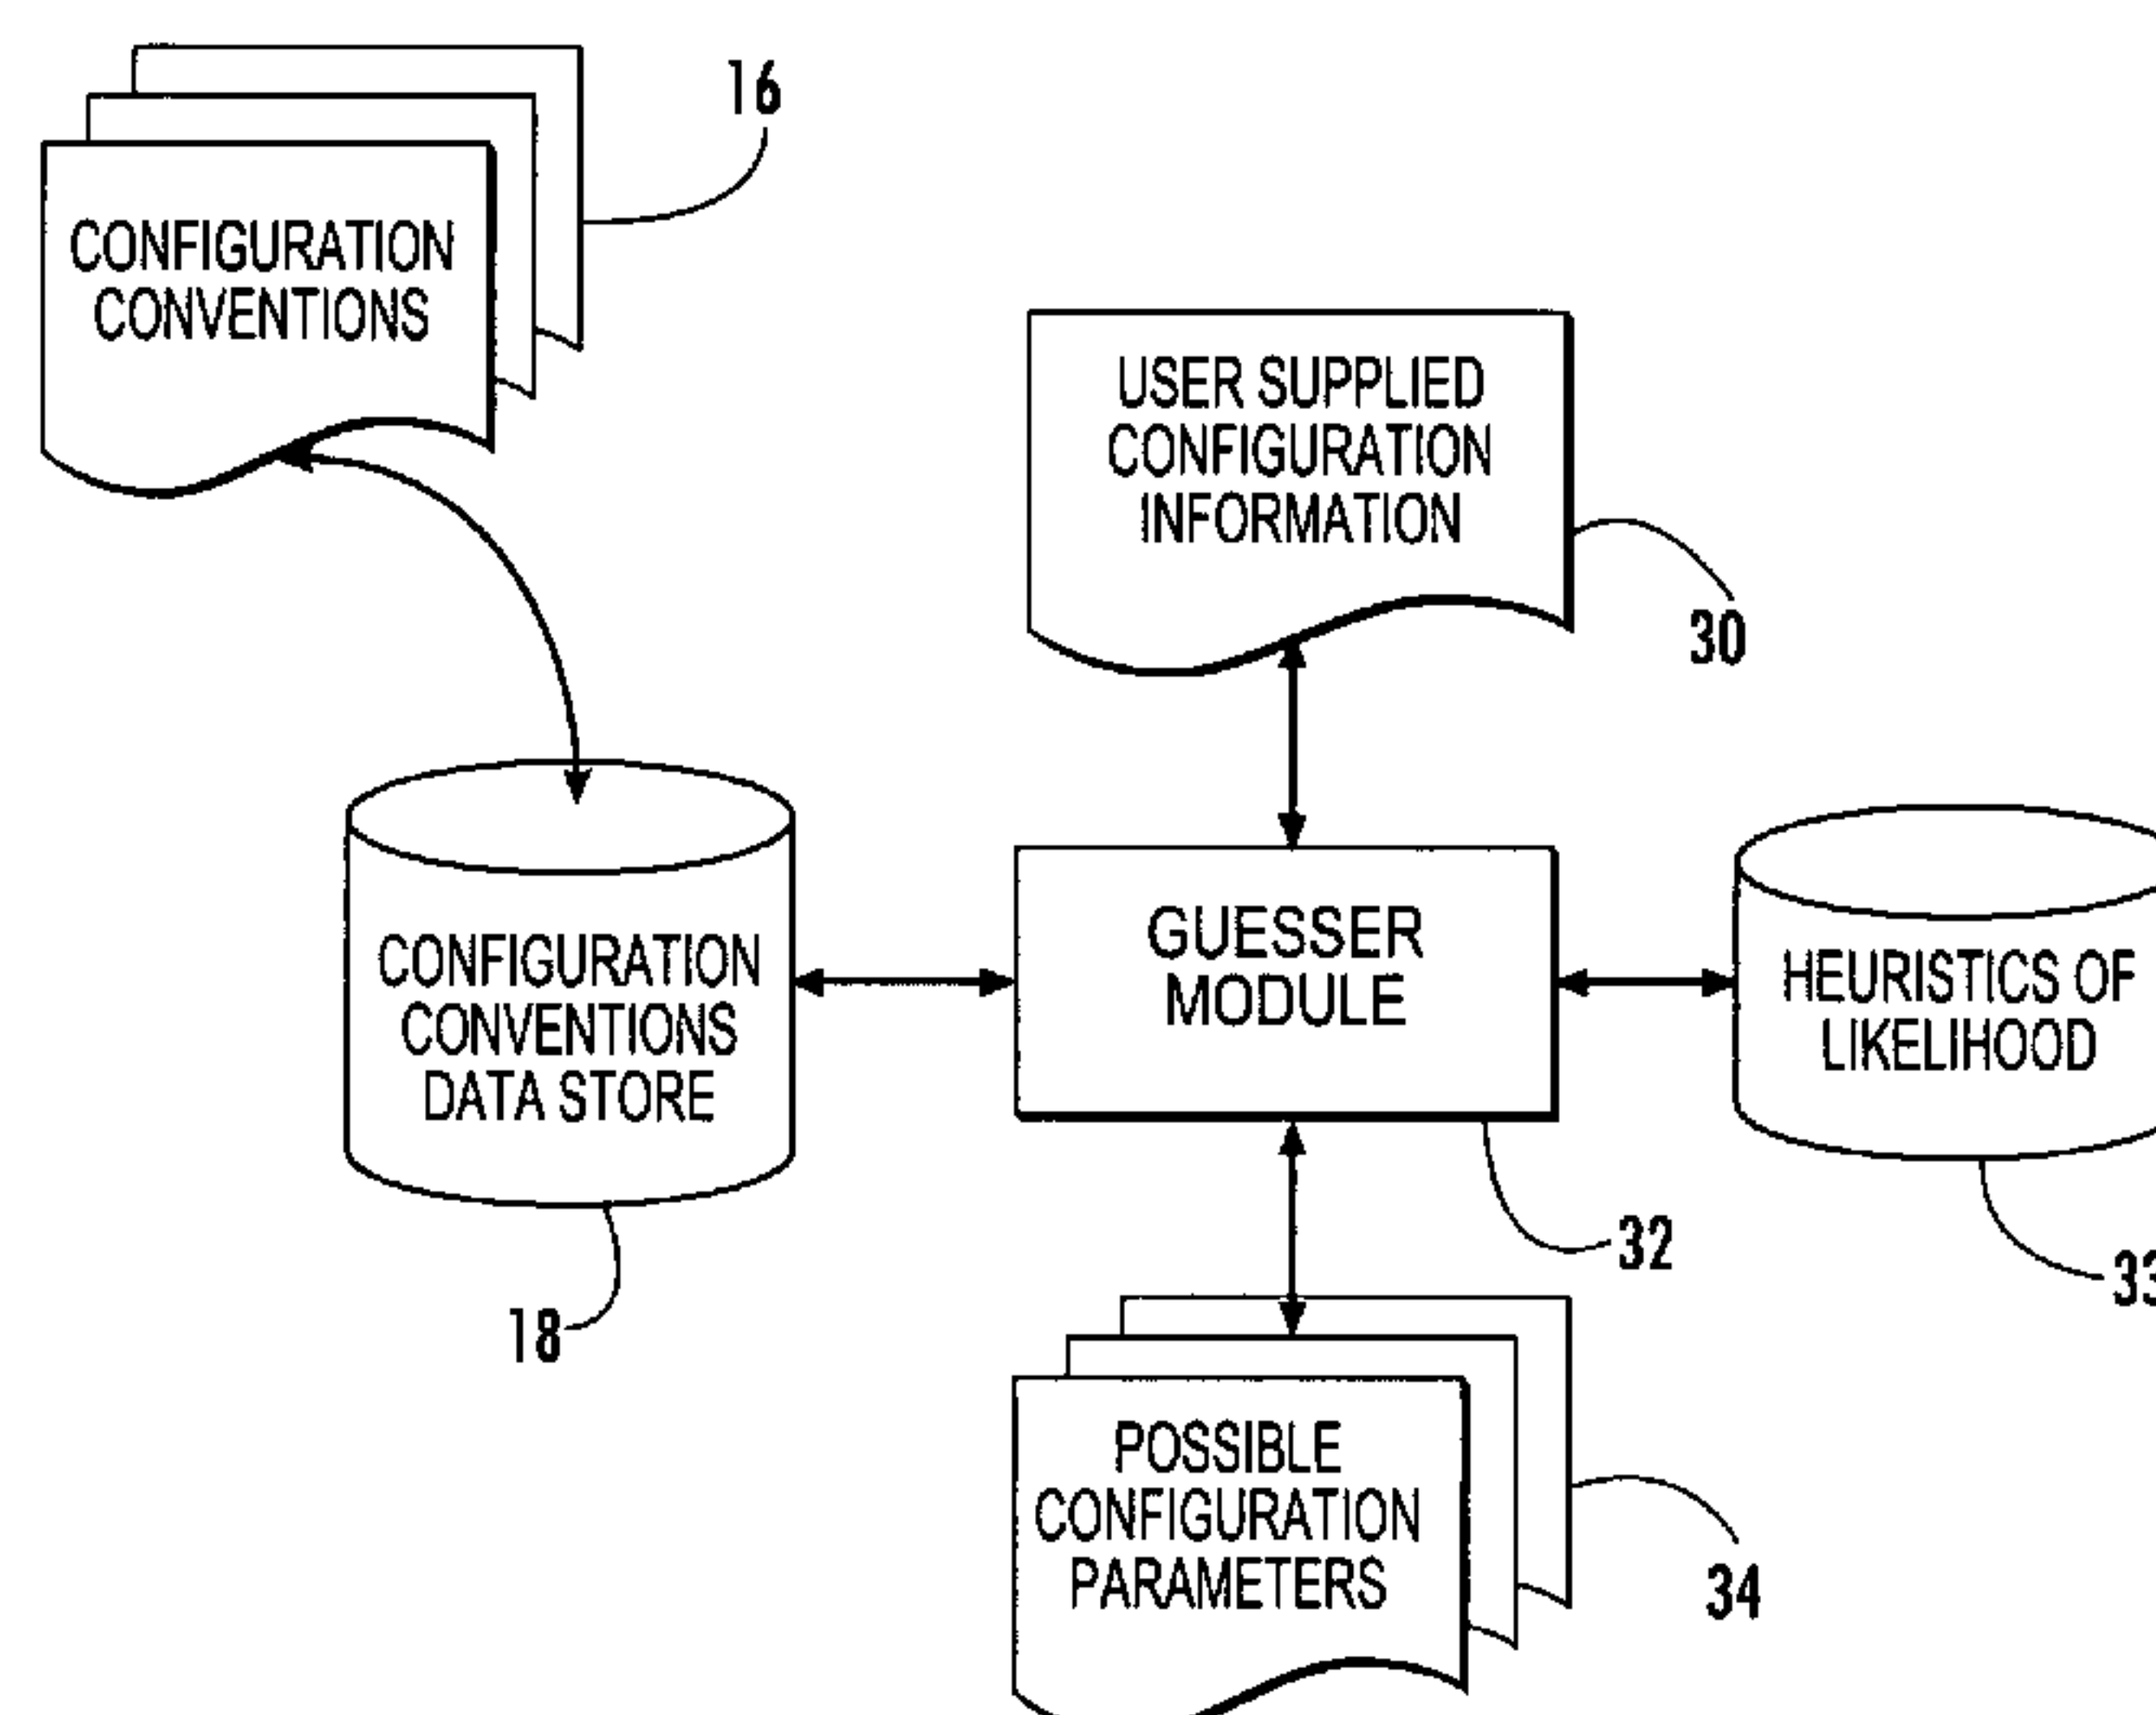 16
CONFIGURATION
CONVENTIONS
USER SUPPLIED
CONFIGURATION
INFORMATION
30
CONFIGURATION
CONVENTIONS
DATA STORE
18
GUESSER
MODULE
32
HEURISTICS OF
LIKELIHOOD
33
POSSIBLE
CONFIGURATION
PARAMETERS
34